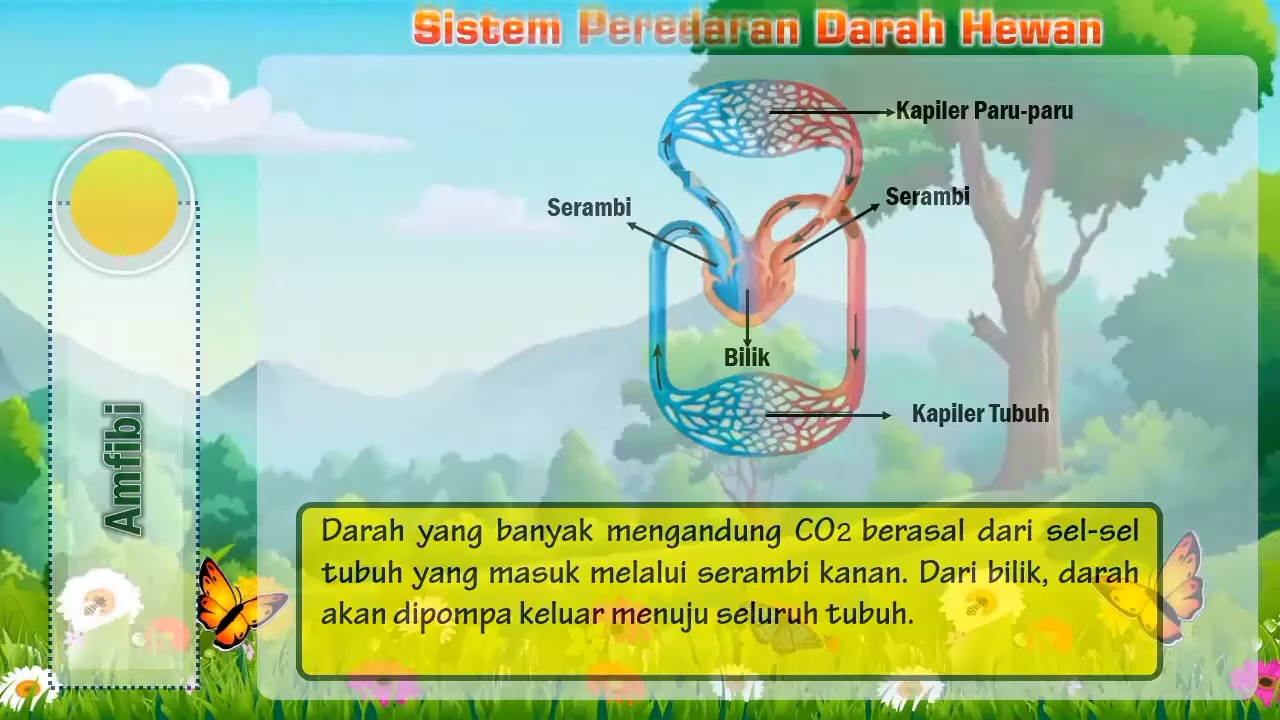 Sistem Peredaran Darah Hewan
Kapiler Paru-paru
Serambi
Serambi
Bilik
Kapiler Tubuh
Amfibi
Darah yang banyak mengandung CO2 berasal dari sel-sel
tubuh yang masuk melalui serambi kanan. Dari bilik, darah
akan dipompa keluar menuju seluruh tubuh.